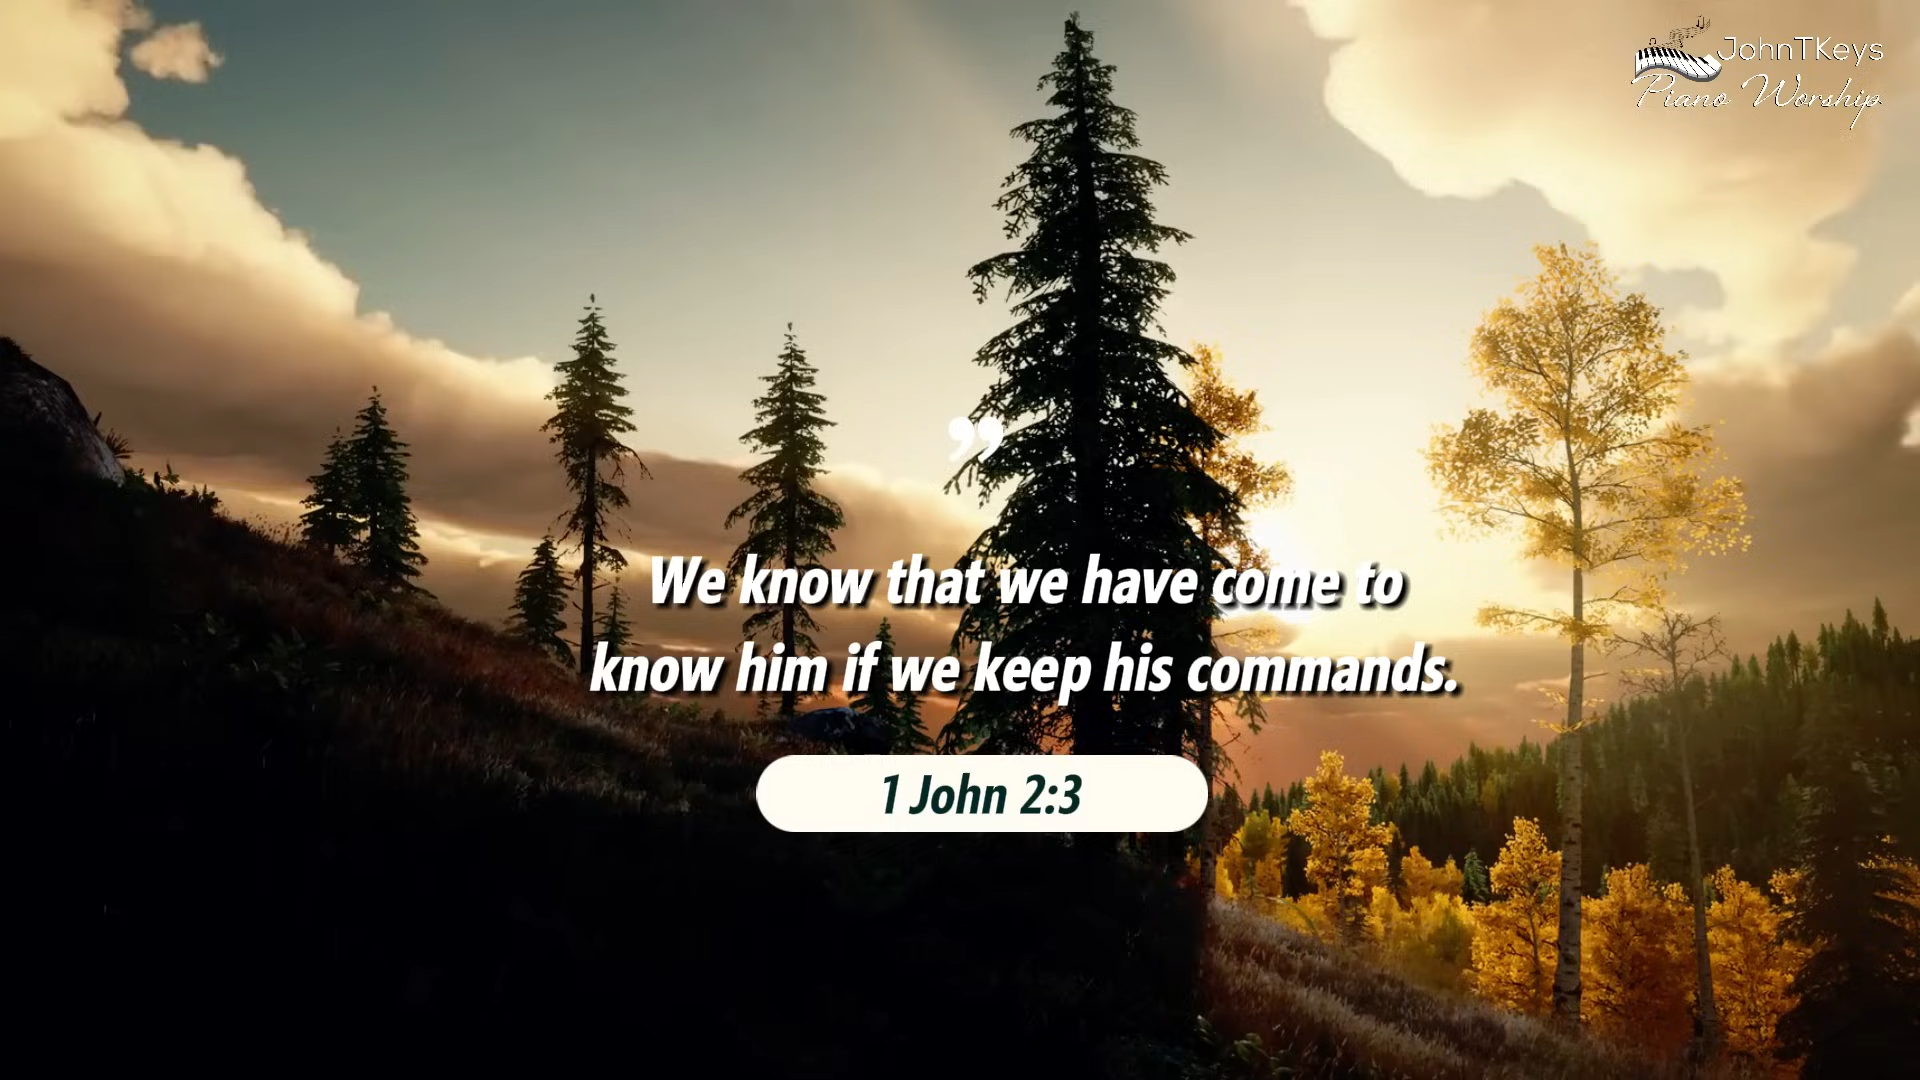 JohnTKeys
Piano Worship
”
We know that we have come to
know him if we keep his commands.
1 John 2:3